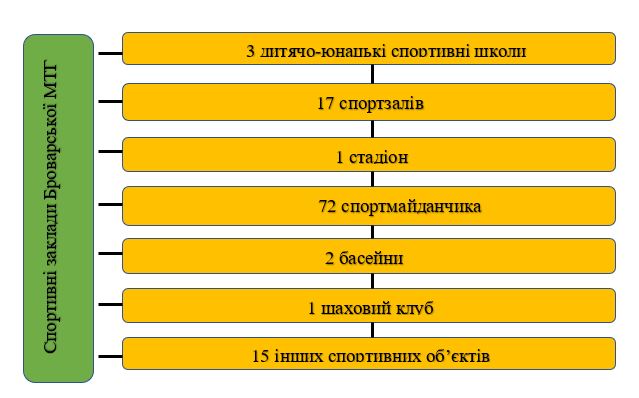 Спортивні заклади Броварської МТГ
3 дитячо-юнацькі спортивні школи
17 спортзалів
1 стадіон
72 спортмайданчика
2 басейни
1 шаховий клуб
15 інших спортивних об’єктів